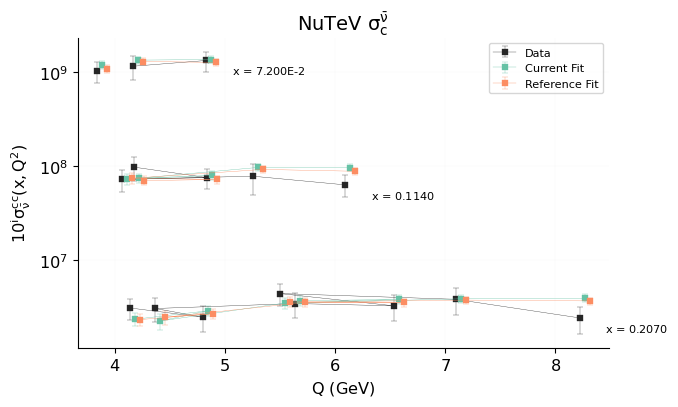 NuTeV σ_c^ν̄
10^9
10^8
10^7
10^i σ_ν̄^cc(x, Q^2)
Data
Current Fit
Reference Fit
x = 7.200E-2
x = 0.1140
x = 0.2070
4 5 6 7 8
Q (GeV)